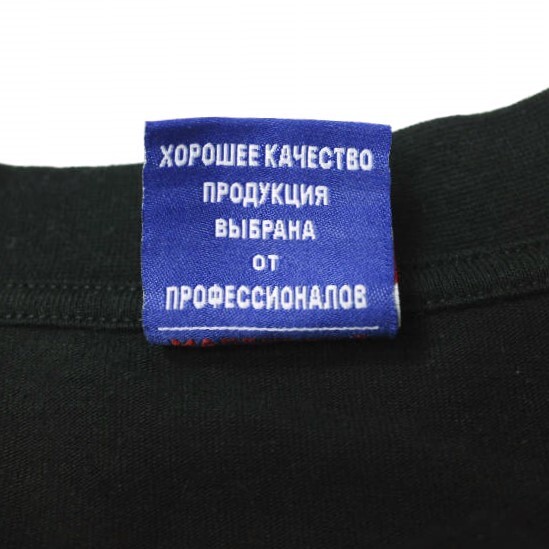 ХОРОШЕЕ КАЧЕСТВО
ПРОДУКЦИЯ
ВЫБРАНА
ОТ
ПРОФЕССИОНАЛОВ